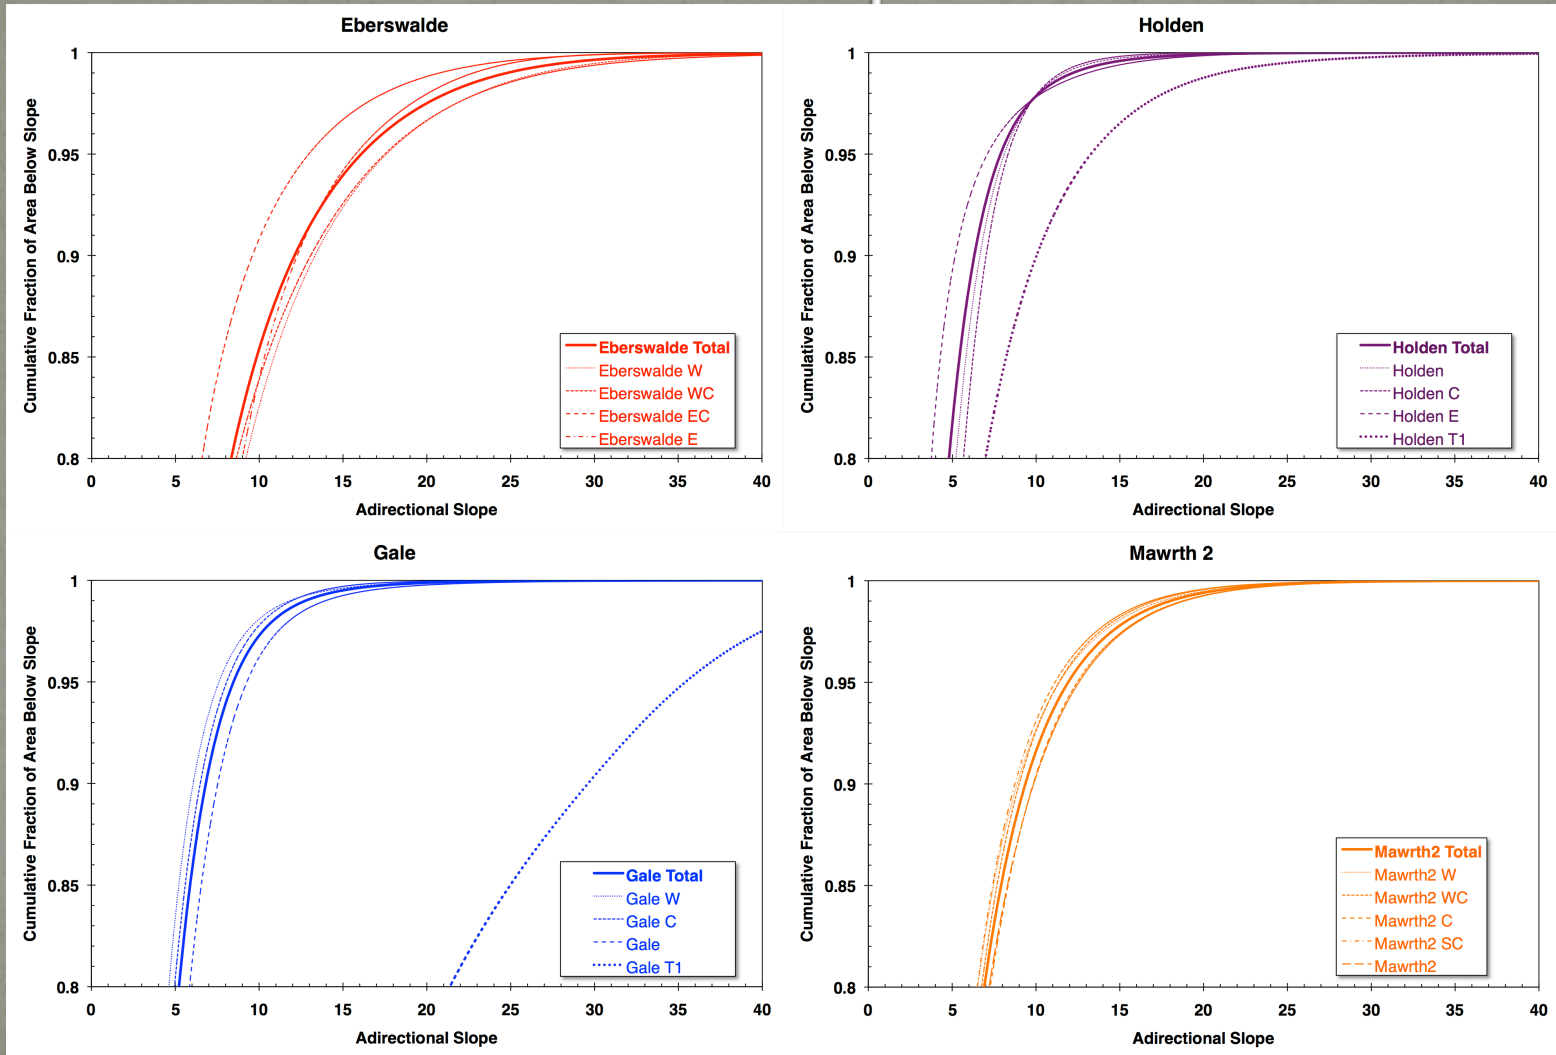 Eberswalde
Cumulative Fraction of Area Below Slope
1
0.95
0.9
0.85
0.8
0 5 10 15 20 25 30 35 40
Adirectional Slope
Eberswalde Total
Eberswalde W
Eberswalde WC
Eberswalde EC
Eberswalde E
Holden
Cumulative Fraction of Area Below Slope
1
0.95
0.9
0.85
0.8
0 5 10 15 20 25 30 35 40
Adirectional Slope
Holden Total
Holden
Holden C
Holden E
Holden T1
Gale
Cumulative Fraction of Area Below Slope
1
0.95
0.9
0.85
0.8
0 5 10 15 20 25 30 35 40
Adirectional Slope
Gale Total
Gale W
Gale C
Gale
Gale T1
Mawrth 2
Cumulative Fraction of Area Below Slope
1
0.95
0.9
0.85
0.8
0 5 10 15 20 25 30 35 40
Adirectional Slope
Mawrth2 Total
Mawrth2 W
Mawrth2 WC
Mawrth2 C
Mawrth2 SC
Mawrth2